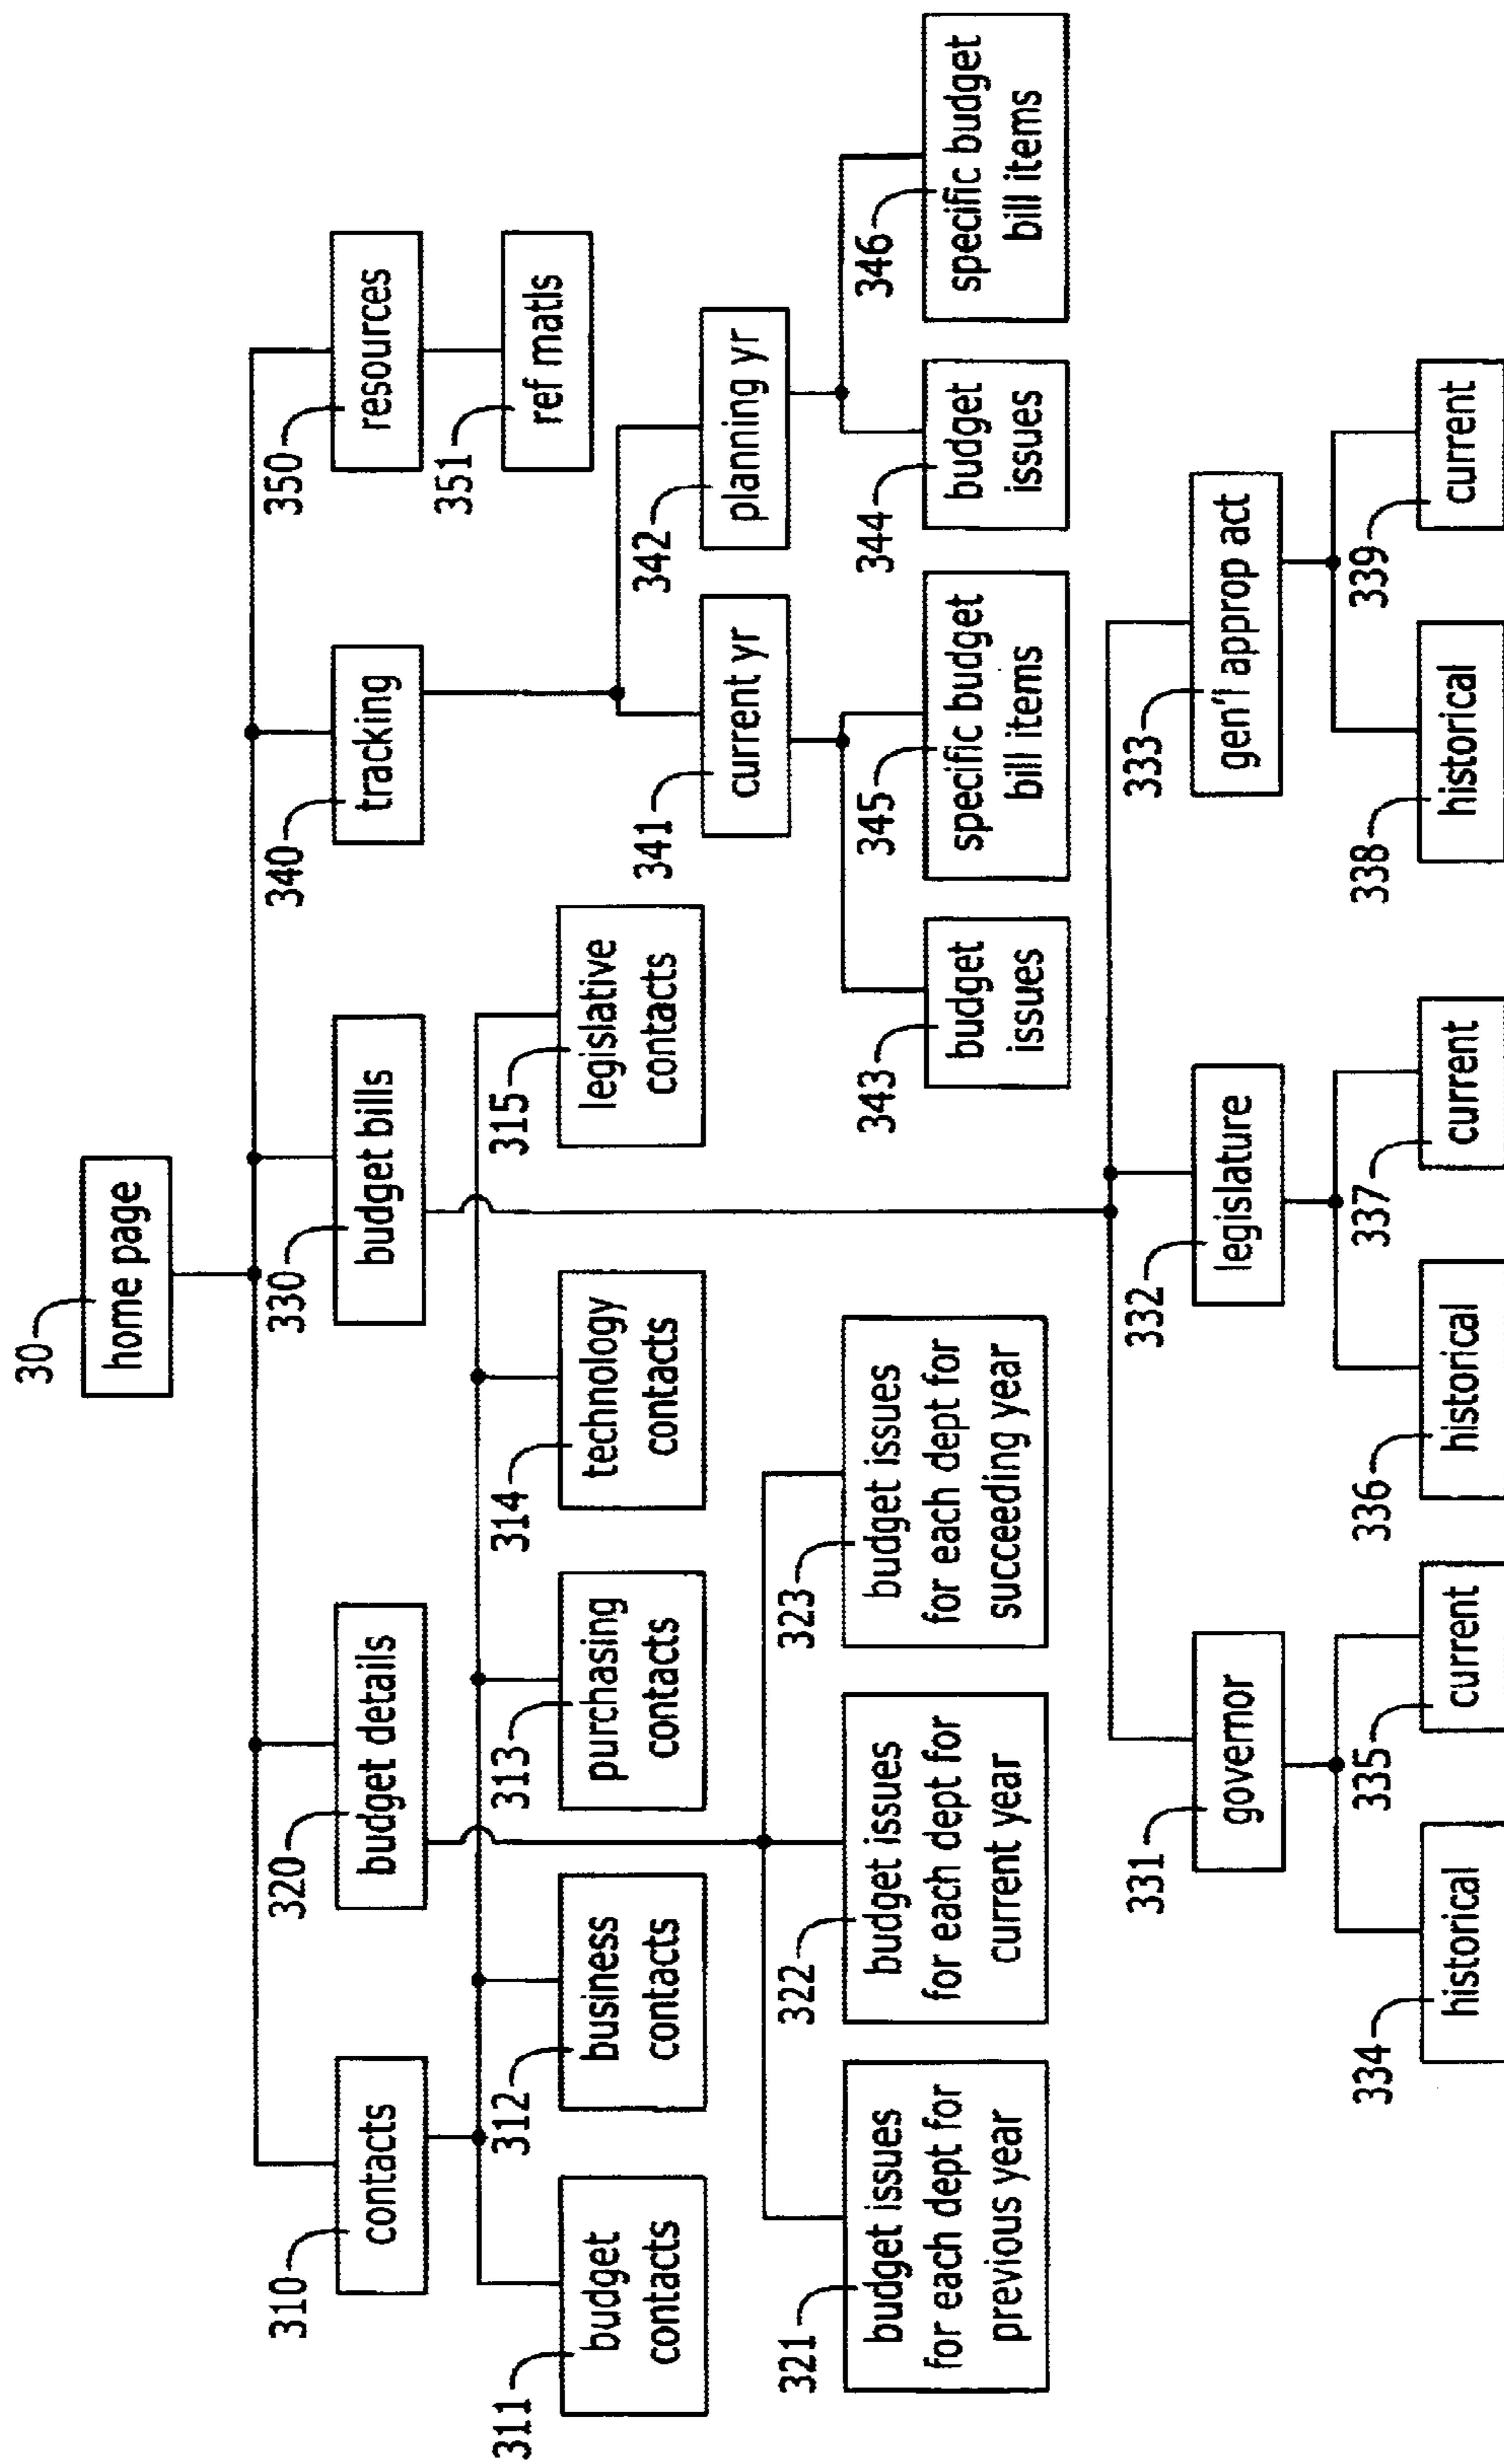 30
home page
310
contacts
320
budget details
330
budget bills
340
tracking
350
resources
311
budget
contacts
312
business
contacts
313
purchasing
contacts
314
technology
contacts
315
legislative
contacts
351
ref matls
341
current yr
342
planning yr
321
budget issues
for each dept for
previous year
322
budget issues
for each dept for
current year
323
budget issues
for each dept for
succeeding year
343
budget
issues
345
specific budget
bill items
344
budget
issues
346
specific budget
bill items
331
governor
332
legislature
333
gen'l approp act
334
historical
335
current
336
historical
337
current
338
historical
339
current